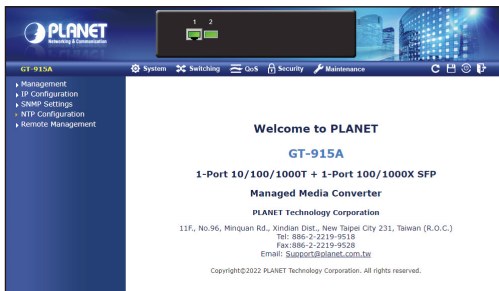 PLANET
Networking & Communication
1 2
GT-915A
System Switching QoS Security Maintenance
Management
IP Configuration
SNMP Settings
NTP Configuration
Remote Management
Welcome to PLANET
GT-915A
1-Port 10/100/1000T + 1-Port 100/1000X SFP
Managed Media Converter
PLANET Technology Corporation
11F., No.96, Minquan Rd., Xindian Dist., New Taipei City 231, Taiwan (R.O.C.)
Tel: 886-2-2219-9518
Fax:886-2-2219-9528
Email: Support@planet.com.tw
Copyright©2022 PLANET Technology Corporation. All rights reserved.